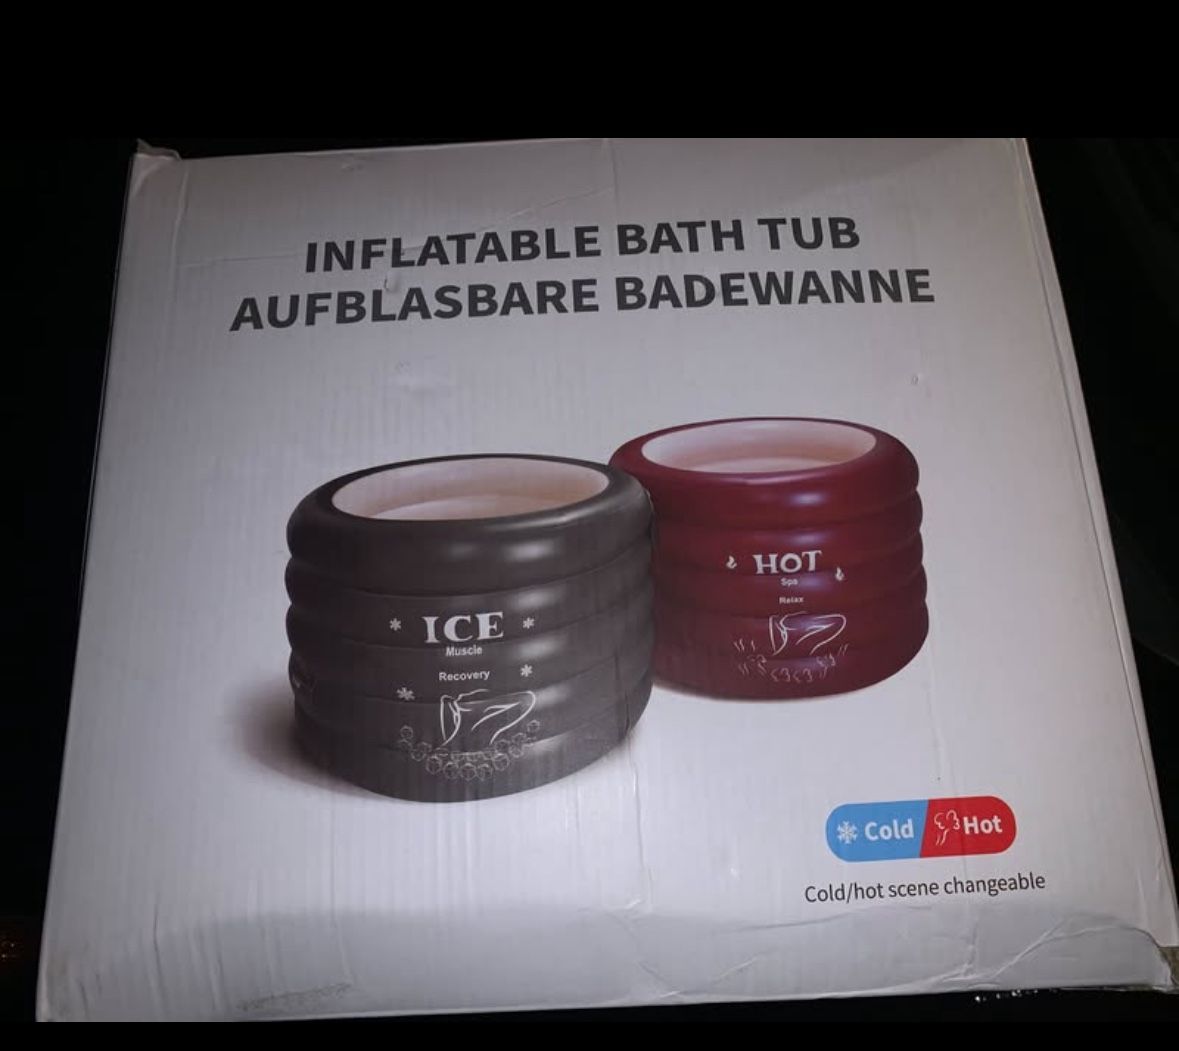 INFLATABLE BATH TUB
AUFBLASBARE BADEWANNE
HOT
Spa
Relax
ICE
Muscle
Recovery
Cold Hot
Cold/hot scene changeable